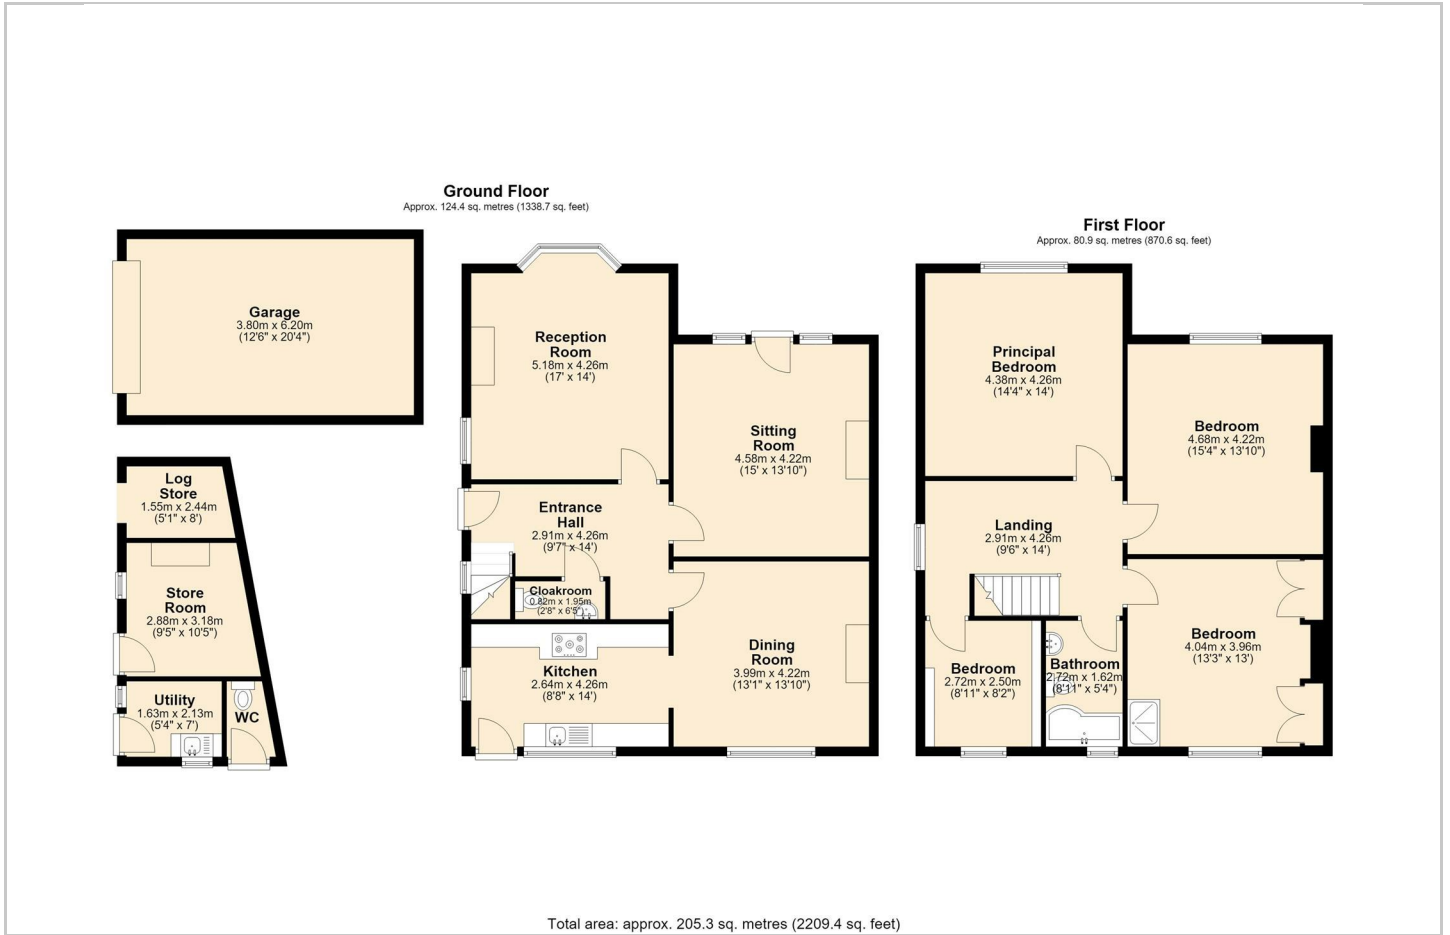 Ground Floor
Approx. 124.4 sq. metres (1338.7 sq. feet)
Garage
3.80m x 6.20m
(12'6" x 20'4")
Log
Store
1.55m x 2.44m
(5'1" x 8')
Store
Room
2.88m x 3.18m
(9'5" x 10'5")
Utility
1.63m x 2.13m
(5'4" x 7')
WC
Reception
Room
5.18m x 4.26m
(17' x 14')
Sitting
Room
4.58m x 4.22m
(15' x 13'10")
Entrance
Hall
2.91m x 4.26m
(9'7" x 14')
Cloakroom
0.82m x 1.95m
(2'8" x 6'5")
Kitchen
2.64m x 4.26m
(8'8" x 14')
Dining
Room
3.99m x 4.22m
(13'1" x 13'10")
First Floor
Approx. 80.9 sq. metres (870.6 sq. feet)
Principal
Bedroom
4.38m x 4.26m
(14'4" x 14')
Bedroom
4.68m x 4.22m
(15'4" x 13'10")
Landing
2.91m x 4.26m
(9'6" x 14')
Bedroom
2.72m x 2.50m
(8'11" x 8'2")
Bathroom
2.72m x 1.62m
(8'11" x 5'4")
Bedroom
4.04m x 3.96m
(13'3" x 13')
Total area: approx. 205.3 sq. metres (2209.4 sq. feet)